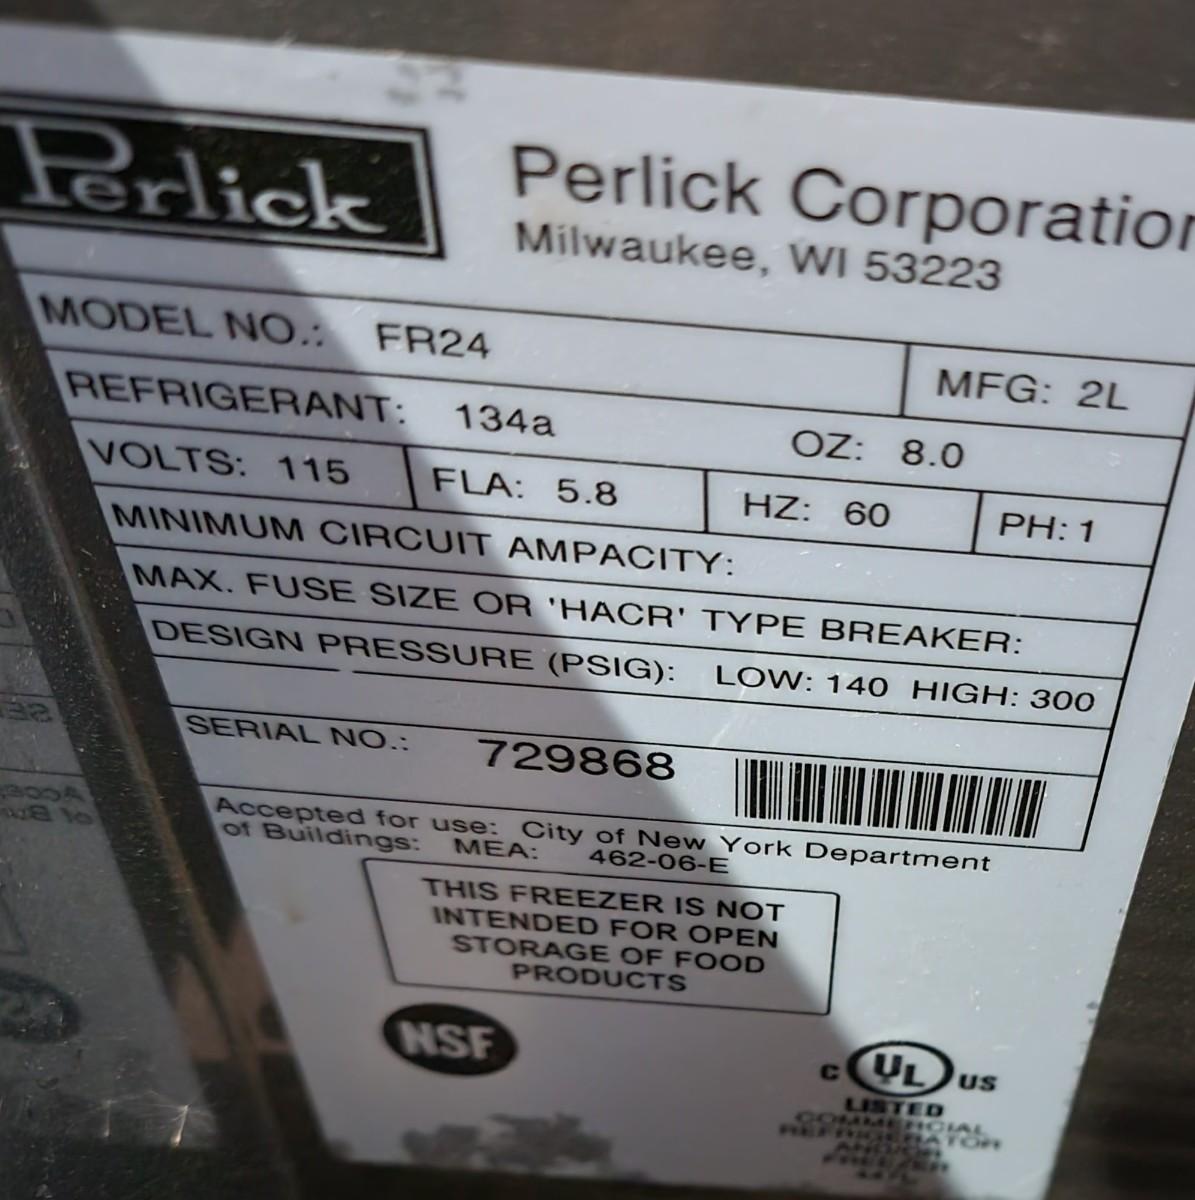 Perlick
Perlick Corporation
Milwaukee, WI 53223
MODEL NO.: FR24
MFG: 2L
REFRIGERANT: 134a OZ: 8.0
VOLTS: 115 FLA: 5.8 HZ: 60 PH: 1
MINIMUM CIRCUIT AMPACITY:
MAX. FUSE SIZE OR 'HACR' TYPE BREAKER:
DESIGN PRESSURE (PSIG): LOW: 140 HIGH: 300
SERIAL NO.: 729868
Accepted for use: City of New York Department
of Buildings: MEA: 462-06-E
THIS FREEZER IS NOT
INTENDED FOR OPEN
STORAGE OF FOOD
PRODUCTS
NSF
C UL US
LISTED
COMMERCIAL
REFRIGERATOR
AND/OR
FREEZER